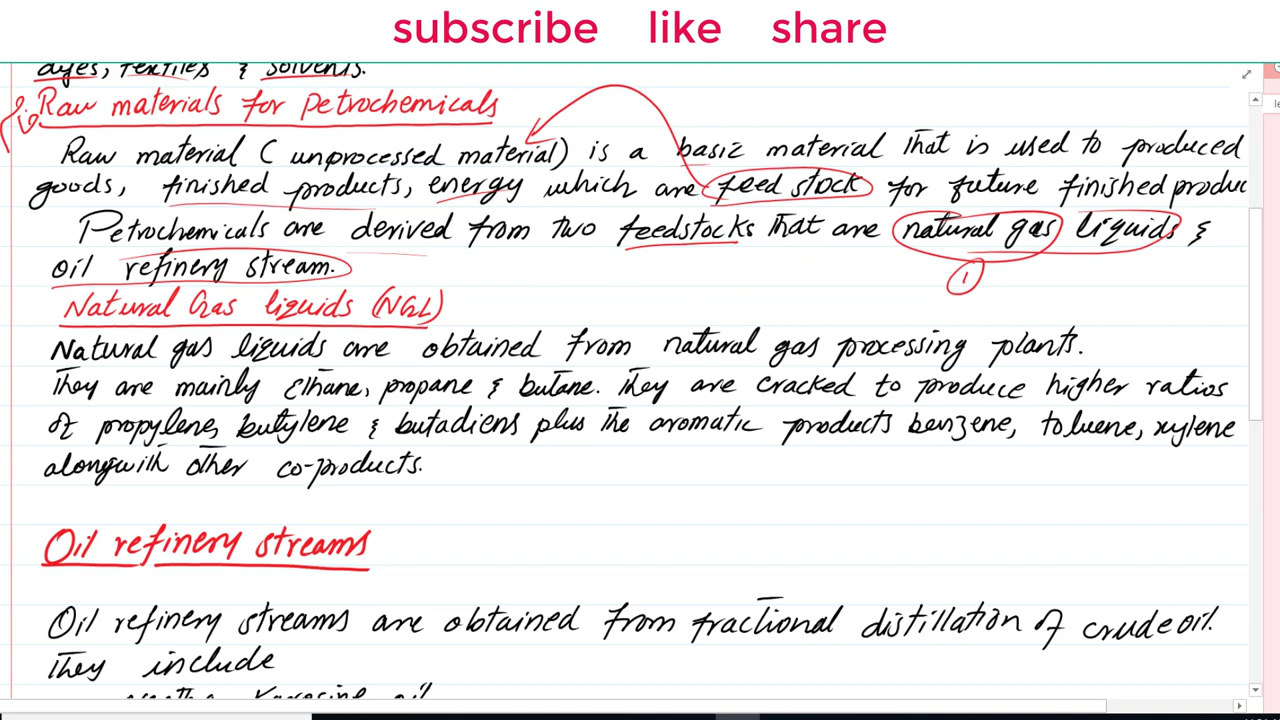 subscribe like share
dyes, textiles & solvents.
Raw materials for petrochemicals
Raw material ( unprocessed material) is a basic material that is used to produced
goods, finished products, energy which are feed stock for future finished produc
Petrochemicals are derived from two feedstocks that are natural gas liquids &
oil refinery stream.
1
Natural Gas liquids (NGL)
Natural gas liquids are obtained from natural gas processing plants.
They are mainly Ethane, propane & butane. They are cracked to produce higher ratios
of propylene, butylene & butadiens plus the aromatic products benzene, toluene, xylene
alongwith other co-products.
Oil refinery streams
Oil refinery streams are obtained from fractional distillation of crude oil.
They include